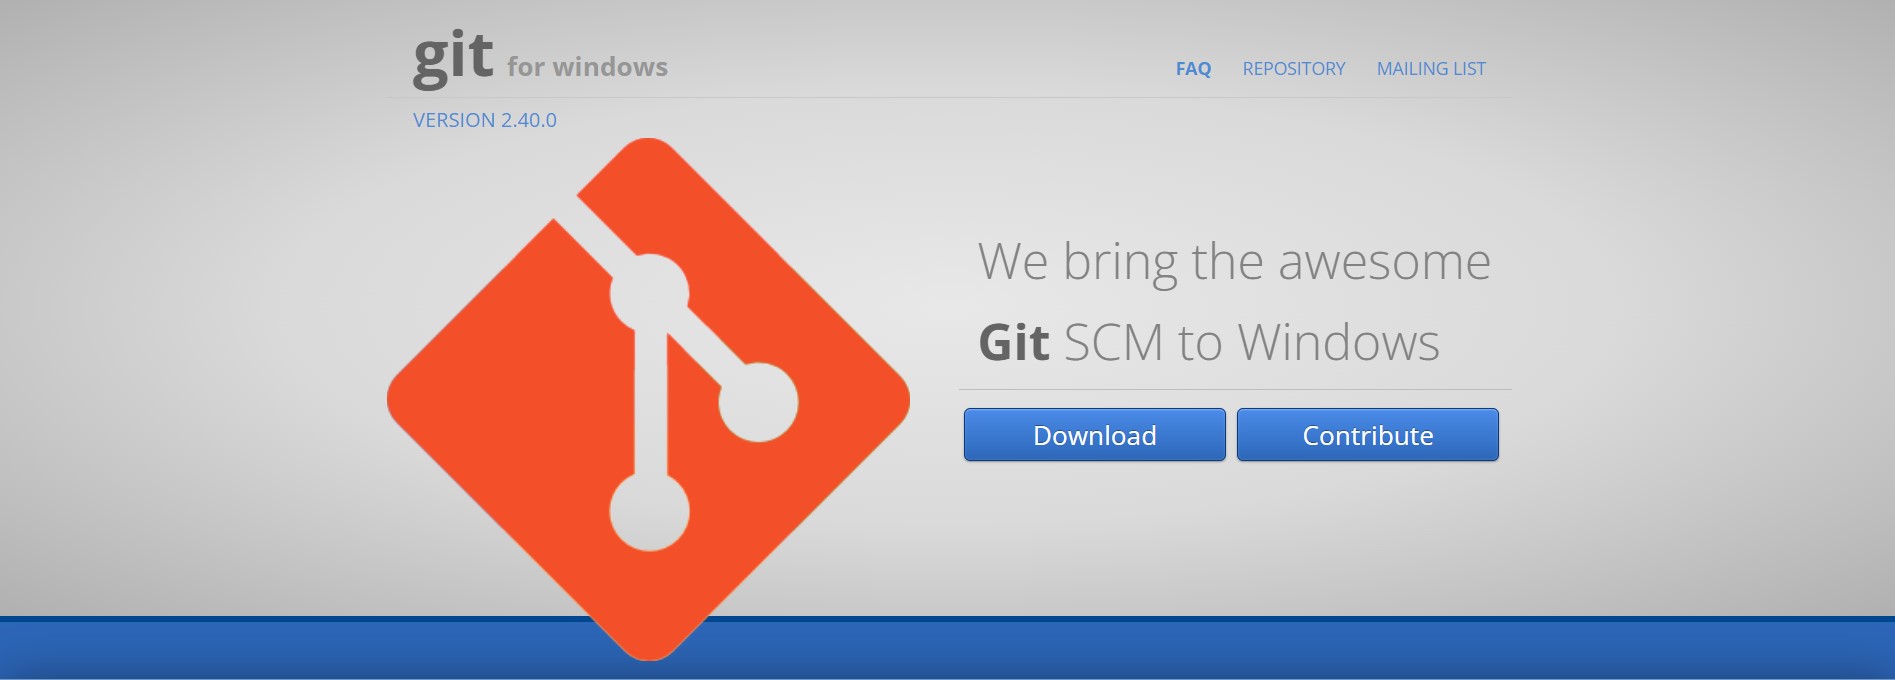 git for windows
FAQ REPOSITORY MAILING LIST
VERSION 2.40.0
We bring the awesome
Git SCM to Windows
Download Contribute